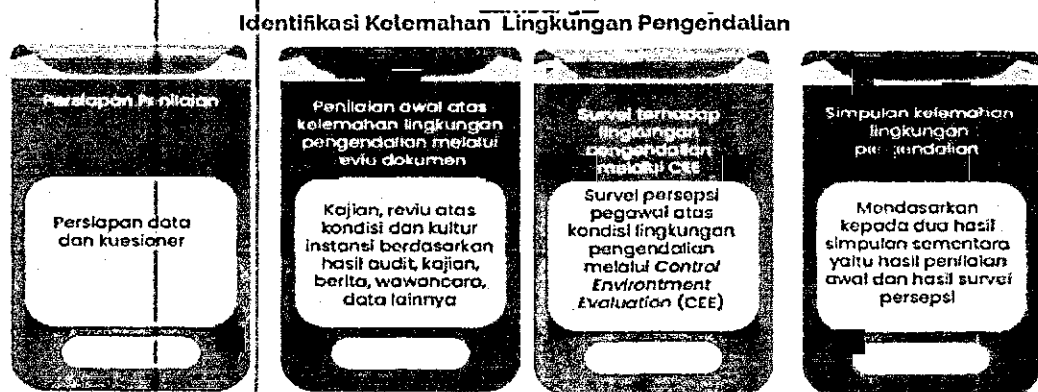 Identifikasi Kelemahan Lingkungan Pengendalian
Persiapan Penilaian
Persiapan data
dan kuesioner
Penilaian awal atas
kelemahan lingkungan
pengendalian melalui
reviu dokumen
Kajian, reviu atas
kondisi dan kultur
instansi berdasarkan
hasil audit, kajian,
berita, wawancara,
data lainnya
Survei terhadap
lingkungan
pengendalian
melalui CEE
Survei persepsi
pegawai atas
kondisi lingkungan
pengendalian
melalui Control
Environtment
Evaluation (CEE)
Simpulan kelemahan
lingkungan
pengendalian
Mendasarkan
kepada dua hasil
simpulan sementara
yaitu hasil penilaian
awal dan hasil survei
persepsi